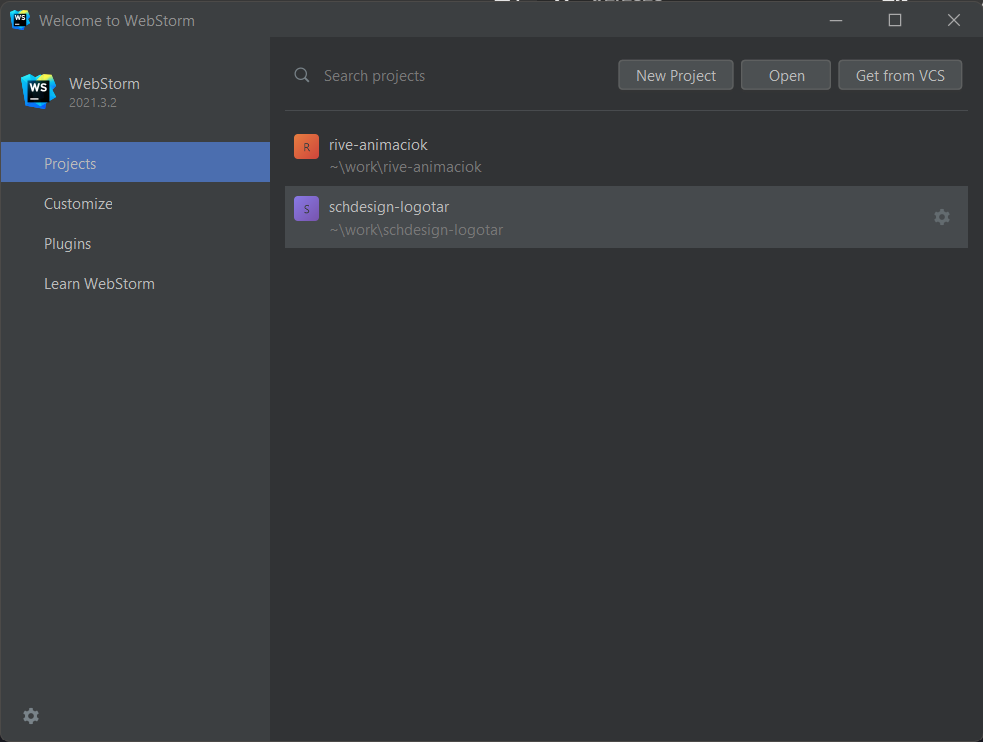 WS Welcome to WebStorm
WS WebStorm
2021.3.2
Projects
Customize
Plugins
Learn WebStorm
Search projects
New Project
Open
Get from VCS
R rive-animaciok
~\work\rive-animaciok
S schdesign-logotar
~\work\schdesign-logotar